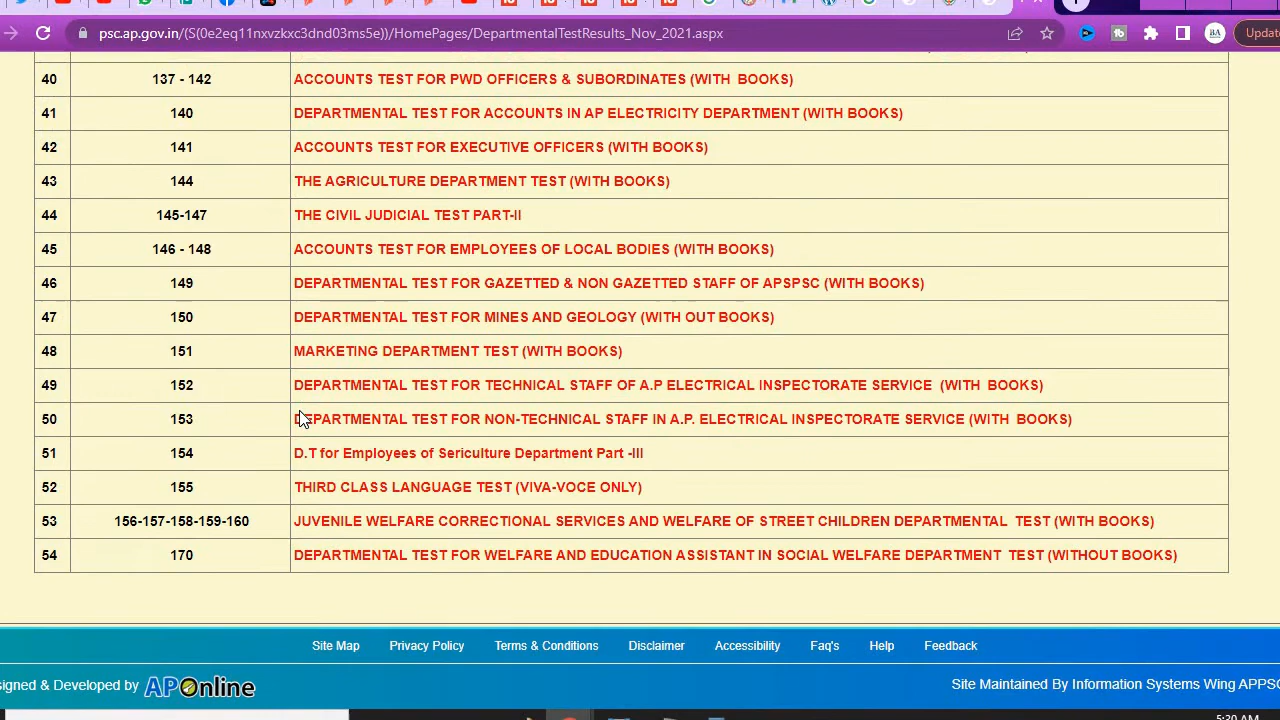 psc.ap.gov.in/(S(0e2eq11nxvzkxc3dnd03ms5e))/HomePages/DepartmentalTestResults_Nov_2021.aspx
BA
Updat
40 137 - 142 ACCOUNTS TEST FOR PWD OFFICERS & SUBORDINATES (WITH BOOKS)
41 140 DEPARTMENTAL TEST FOR ACCOUNTS IN AP ELECTRICITY DEPARTMENT (WITH BOOKS)
42 141 ACCOUNTS TEST FOR EXECUTIVE OFFICERS (WITH BOOKS)
43 144 THE AGRICULTURE DEPARTMENT TEST (WITH BOOKS)
44 145-147 THE CIVIL JUDICIAL TEST PART-II
45 146 - 148 ACCOUNTS TEST FOR EMPLOYEES OF LOCAL BODIES (WITH BOOKS)
46 149 DEPARTMENTAL TEST FOR GAZETTED & NON GAZETTED STAFF OF APSPSC (WITH BOOKS)
47 150 DEPARTMENTAL TEST FOR MINES AND GEOLOGY (WITH OUT BOOKS)
48 151 MARKETING DEPARTMENT TEST (WITH BOOKS)
49 152 DEPARTMENTAL TEST FOR TECHNICAL STAFF OF A.P ELECTRICAL INSPECTORATE SERVICE (WITH BOOKS)
50 153 DEPARTMENTAL TEST FOR NON-TECHNICAL STAFF IN A.P. ELECTRICAL INSPECTORATE SERVICE (WITH BOOKS)
51 154 D.T for Employees of Sericulture Department Part -III
52 155 THIRD CLASS LANGUAGE TEST (VIVA-VOCE ONLY)
53 156-157-158-159-160 JUVENILE WELFARE CORRECTIONAL SERVICES AND WELFARE OF STREET CHILDREN DEPARTMENTAL TEST (WITH BOOKS)
54 170 DEPARTMENTAL TEST FOR WELFARE AND EDUCATION ASSISTANT IN SOCIAL WELFARE DEPARTMENT TEST (WITHOUT BOOKS)
Site Map Privacy Policy Terms & Conditions Disclaimer Accessibility Faq's Help Feedback
signed & Developed by APOnline Site Maintained By Information Systems Wing APPSC
5:30 AM